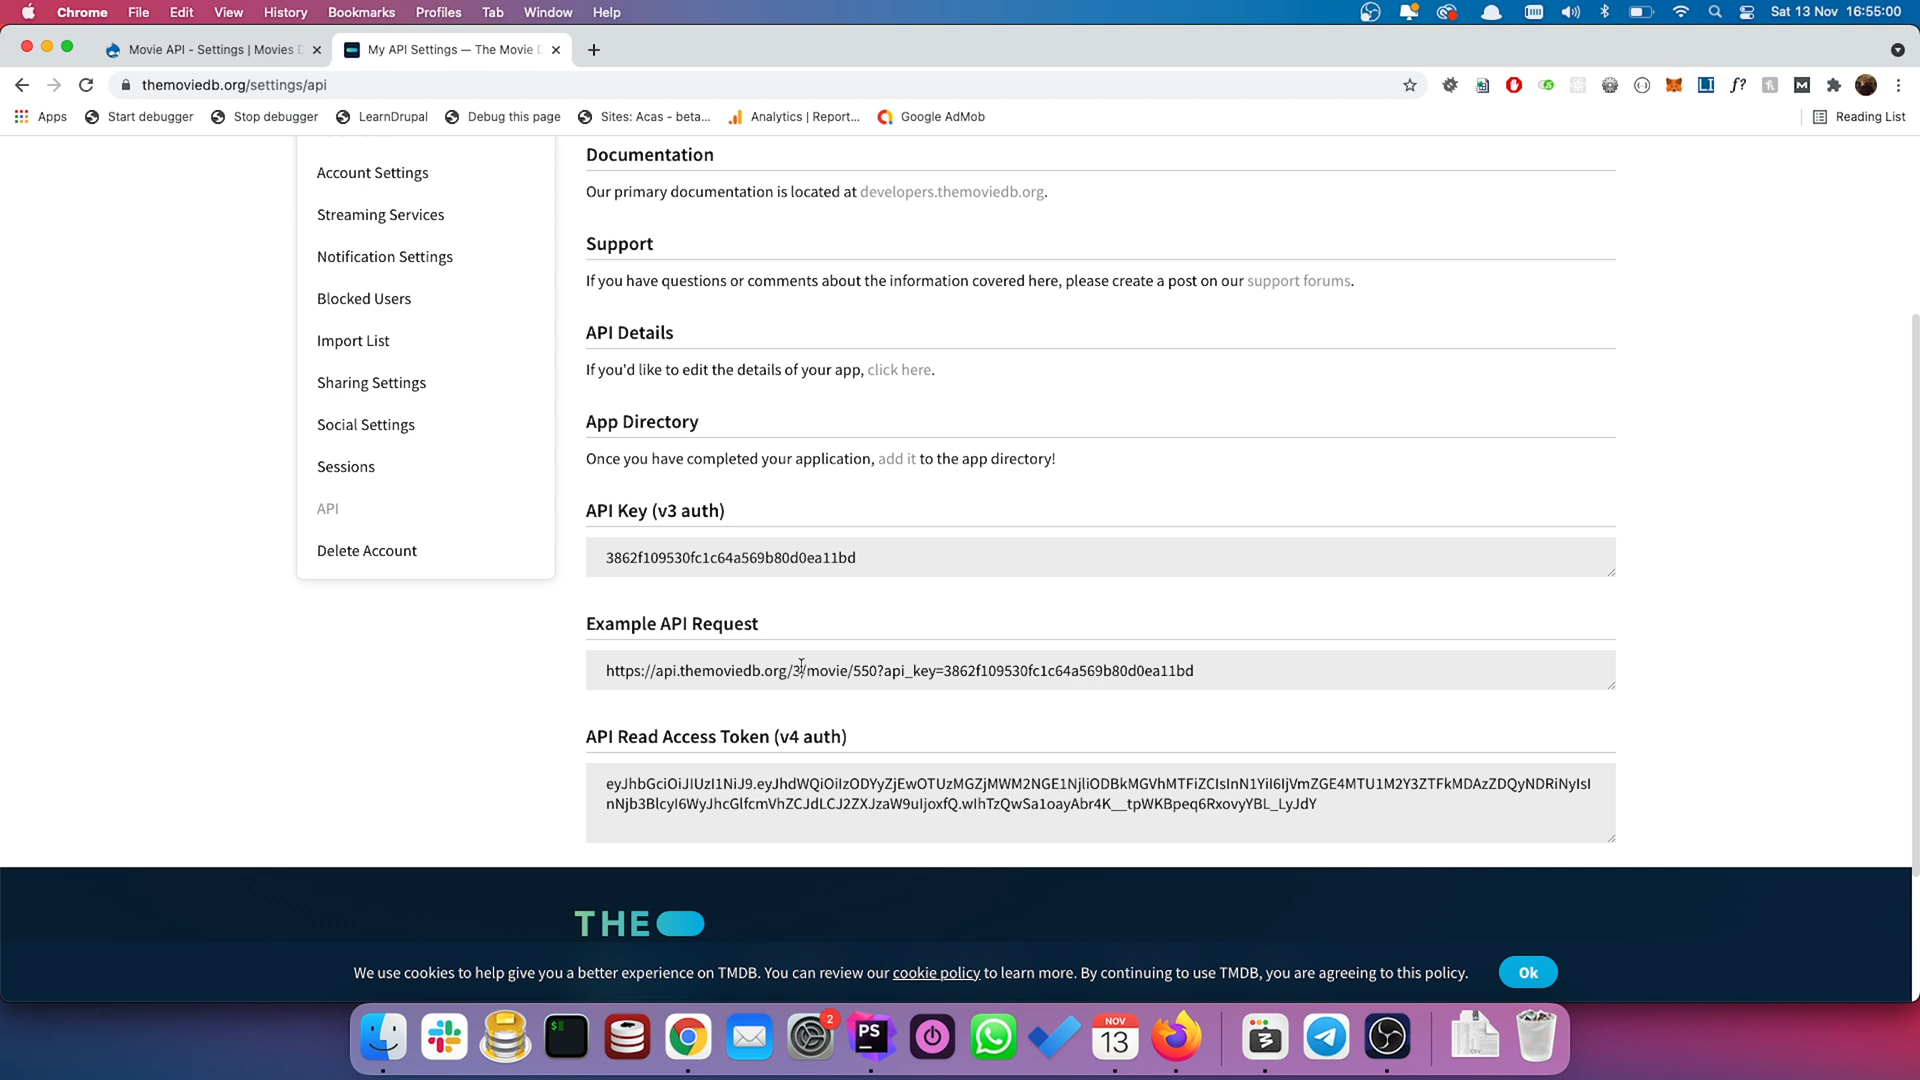 Chrome File Edit View History Bookmarks Profiles Tab Window Help Sat 13 Nov 16:55:00
Movie API - Settings | Movies D My API Settings — The Movie D
themoviedb.org/settings/api
Apps Start debugger Stop debugger LearnDrupal Debug this page Sites: Acas - beta... Analytics | Report... Google AdMob Reading List
Account Settings
Streaming Services
Notification Settings
Blocked Users
Import List
Sharing Settings
Social Settings
Sessions
API
Delete Account
Documentation
Our primary documentation is located at developers.themoviedb.org.
Support
If you have questions or comments about the information covered here, please create a post on our support forums.
API Details
If you'd like to edit the details of your app, click here.
App Directory
Once you have completed your application, add it to the app directory!
API Key (v3 auth)
3862f109530fc1c64a569b80d0ea11bd
Example API Request
https://api.themoviedb.org/3/movie/550?api_key=3862f109530fc1c64a569b80d0ea11bd
API Read Access Token (v4 auth)
eyJhbGciOiJIUzI1NiJ9.eyJhdWQiOiIzODYyZjEwOTUzMGZjMWM2NGE1NjliODBkMGVhMTFiZCIsInN1YiI6IjVmZGE4MTU1M2Y3ZTFkMDAzZDQyNDRiNyIsI
nNjb3BlcyI6WyJhcGlfcmVhZCJdLCJ2ZXJzaW9uIjoxfQ.wIhTzQwSa1oayAbr4K__tpWKBpeq6RxovyYBL_LyJdY
THE
We use cookies to help give you a better experience on TMDB. You can review our cookie policy to learn more. By continuing to use TMDB, you are agreeing to this policy. Ok
2
$
PS
NOV
13